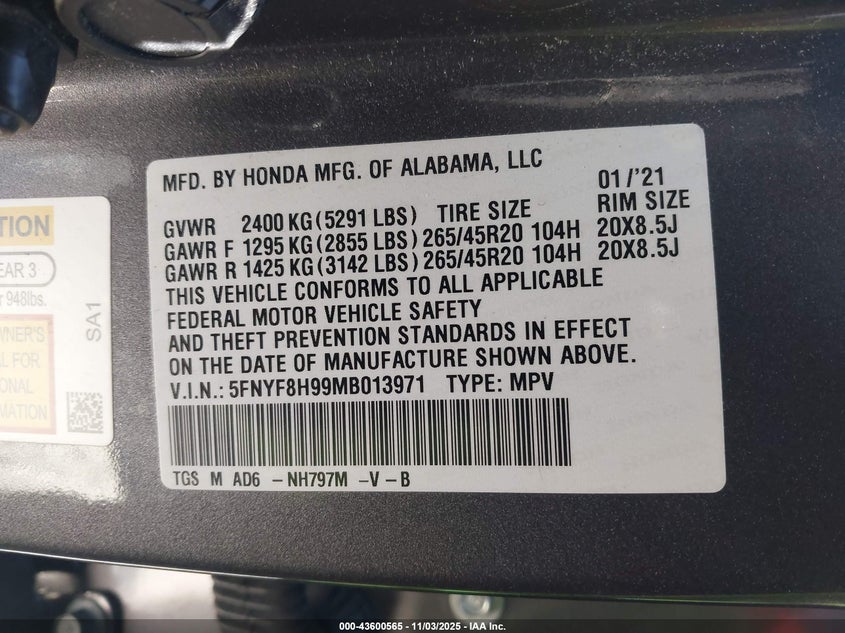 MFD. BY HONDA MFG. OF ALABAMA, LLC 01/'21
GVWR 2400 KG (5291 LBS) TIRE SIZE RIM SIZE
GAWR F 1295 KG (2855 LBS) 265/45R20 104H 20X8.5J
GAWR R 1425 KG (3142 LBS) 265/45R20 104H 20X8.5J
THIS VEHICLE CONFORMS TO ALL APPLICABLE
FEDERAL MOTOR VEHICLE SAFETY
AND THEFT PREVENTION STANDARDS IN EFFECT
ON THE DATE OF MANUFACTURE SHOWN ABOVE.
V.I.N.: 5FNYF8H99MB013971 TYPE: MPV
TGS M AD6 -NH797M -V -B
EAR 3
948lbs.
SA1
000-43600565 - 11/03/2025 - IAA Inc.